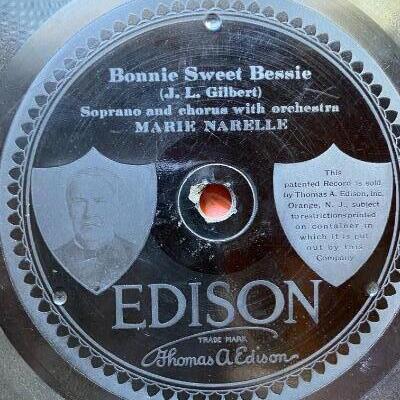 Bonnie Sweet Bessie
(J. L. Gilbert)
Soprano and chorus with orchestra
MARIE NARELLE
This
patented Record is sold
by Thomas A. Edison, Inc.
Orange, N. J., subject
to restrictions printed
on container in
which it is put
out by this
Company
EDISON
TRADE MARK
Thomas A Edison